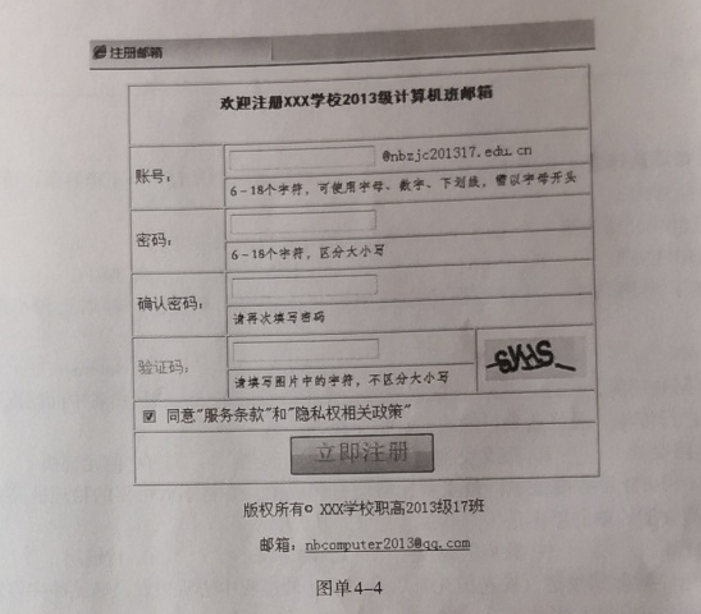 注册邮箱
欢迎注册XXX学校2013级计算机班邮箱
账号：
@nbzjc201317.edu.cn
6-18个字符，可使用字母、数字、下划线，需以字母开头
密码：
6-18个字符，区分大小写
确认密码：
请再次填写密码
验证码：
请填写图片中的字符，不区分大小写
同意"服务条款"和"隐私权相关政策"
立即注册
版权所有© XXX学校职高2013级17班
邮箱：nbcomputer2013@qq.com
图单4-4